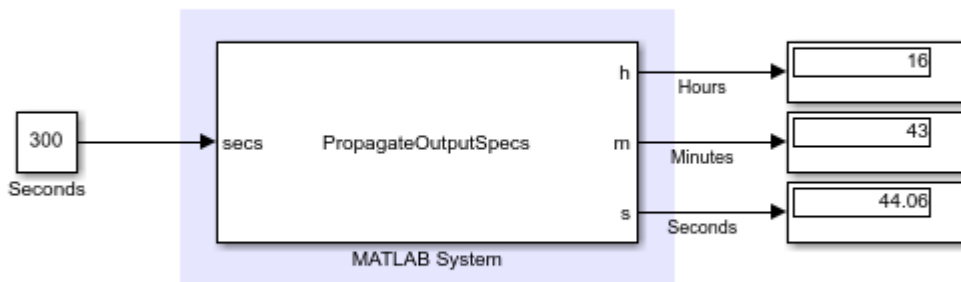 300
Seconds
secs
PropagateOutputSpecs
h
m
s
MATLAB System
Hours
16
Minutes
43
Seconds
44.06